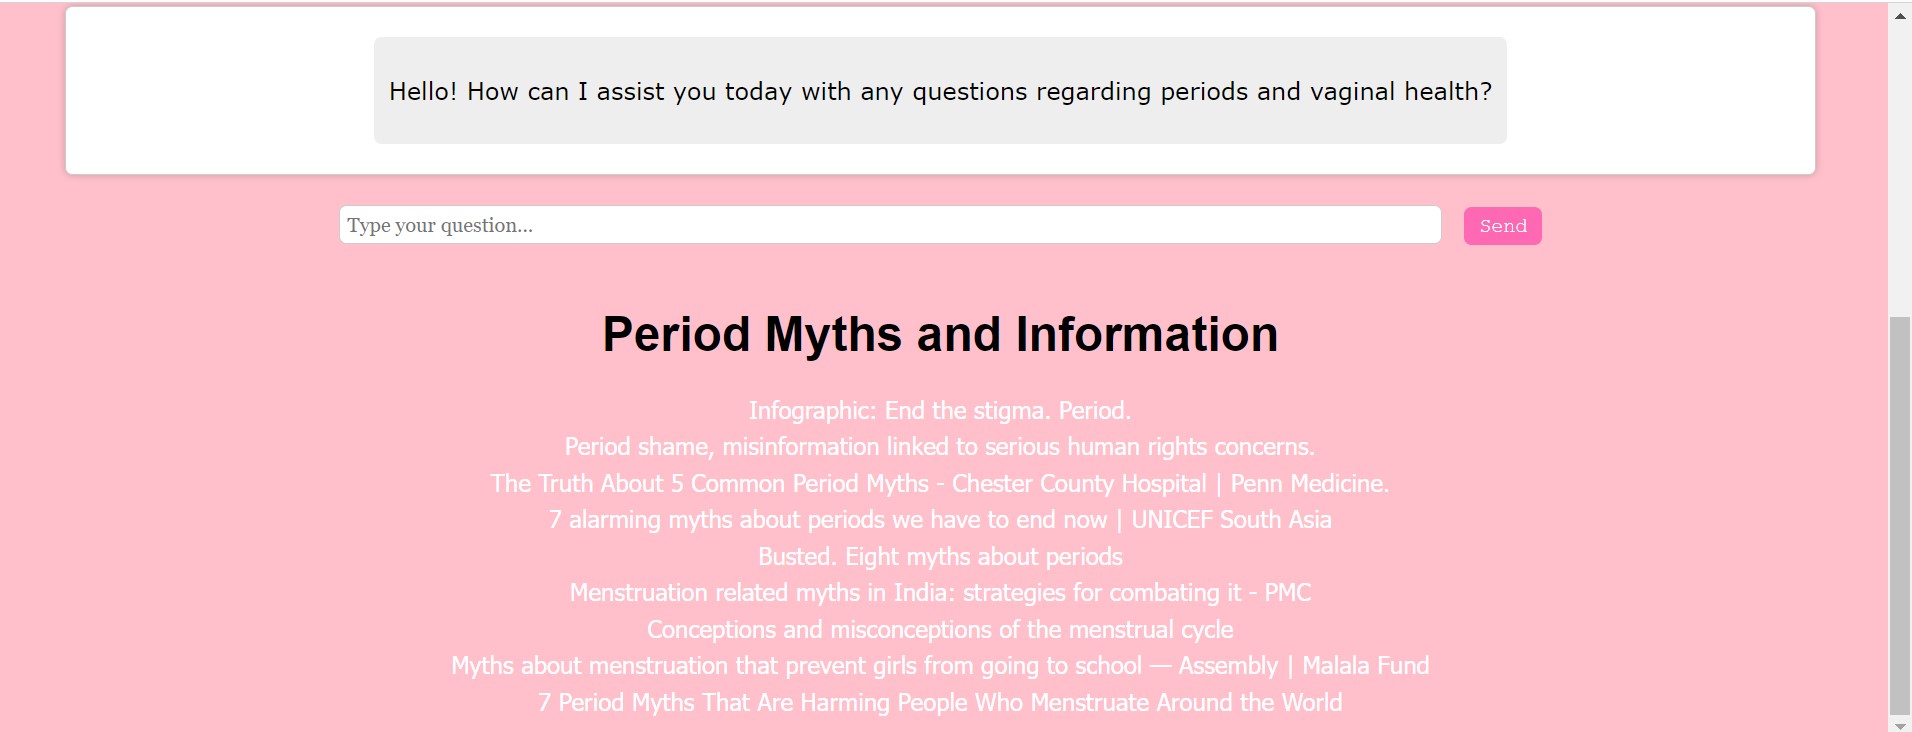 Hello! How can I assist you today with any questions regarding periods and vaginal health?
Type your question...
Send
Period Myths and Information
Infographic: End the stigma. Period.
Period shame, misinformation linked to serious human rights concerns.
The Truth About 5 Common Period Myths - Chester County Hospital | Penn Medicine.
7 alarming myths about periods we have to end now | UNICEF South Asia
Busted. Eight myths about periods
Menstruation related myths in India: strategies for combating it - PMC
Conceptions and misconceptions of the menstrual cycle
Myths about menstruation that prevent girls from going to school — Assembly | Malala Fund
7 Period Myths That Are Harming People Who Menstruate Around the World